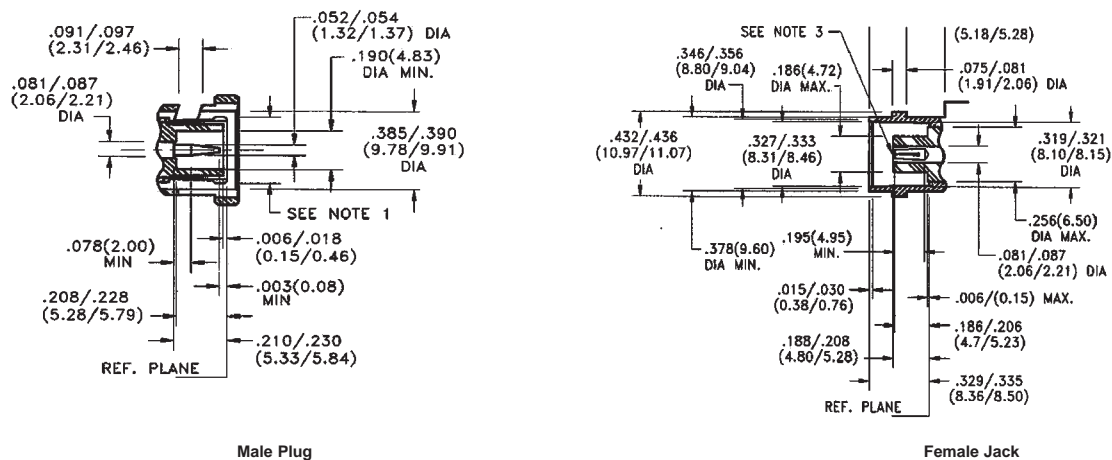 .091/.097
(2.31/2.46)
.052/.054
(1.32/1.37) DIA
.190(4.83)
DIA MIN.
.081/.087
(2.06/2.21)
DIA
.385/.390
(9.78/9.91)
DIA
SEE NOTE 1
.078(2.00)
MIN
.006/.018
(0.15/0.46)
.003(0.08)
MIN
.208/.228
(5.28/5.79)
.210/.230
(5.33/5.84)
REF. PLANE
Male Plug
SEE NOTE 3
(5.18/5.28)
.346/.356
(8.80/9.04)
DIA
.186(4.72)
DIA MAX.
.075/.081
(1.91/2.06) DIA
.432/.436
(10.97/11.07)
DIA
.327/.333
(8.31/8.46)
DIA
.319/.321
(8.10/8.15)
DIA
.256(6.50)
DIA MAX.
.378(9.60)
DIA MIN.
.195(4.95)
MIN.
.081/.087
(2.06/2.21) DIA
.015/.030
(0.38/0.76)
.006/(0.15) MAX.
.186/.206
(4.7/5.23)
.188/.208
(4.80/5.28)
.329/.335
(8.36/8.50)
REF. PLANE
Female Jack